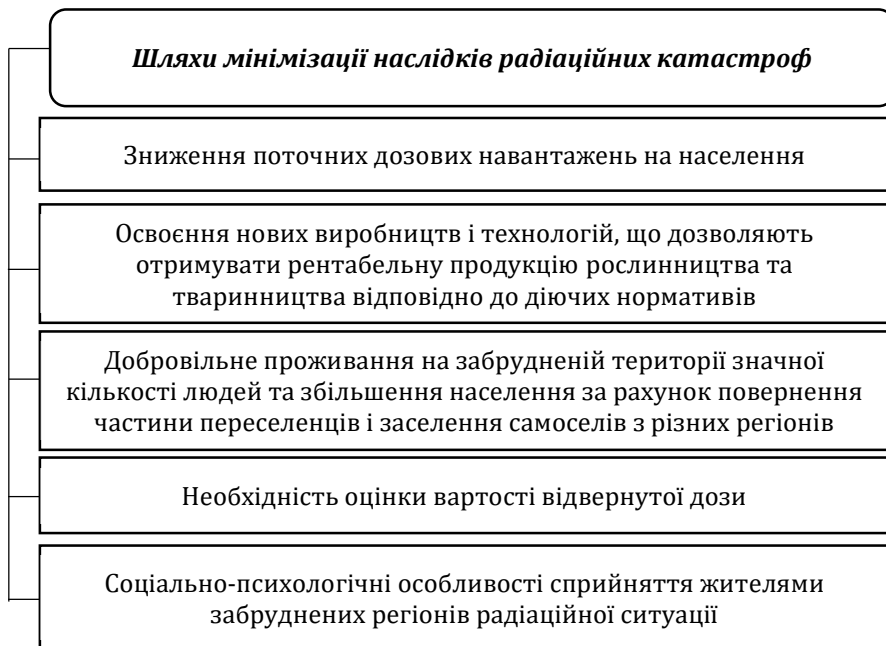 Шляхи мінімізації наслідків радіаційних катастроф
Зниження поточних дозових навантажень на населення
Освоєння нових виробництв і технологій, що дозволяють
отримувати рентабельну продукцію рослинництва та
тваринництва відповідно до діючих нормативів
Добровільне проживання на забрудненій території значної
кількості людей та збільшення населення за рахунок повернення
частини переселенців і заселення самоселів з різних регіонів
Необхідність оцінки вартості відвернутої дози
Соціально-психологічні особливості сприйняття жителями
забруднених регіонів радіаційної ситуації